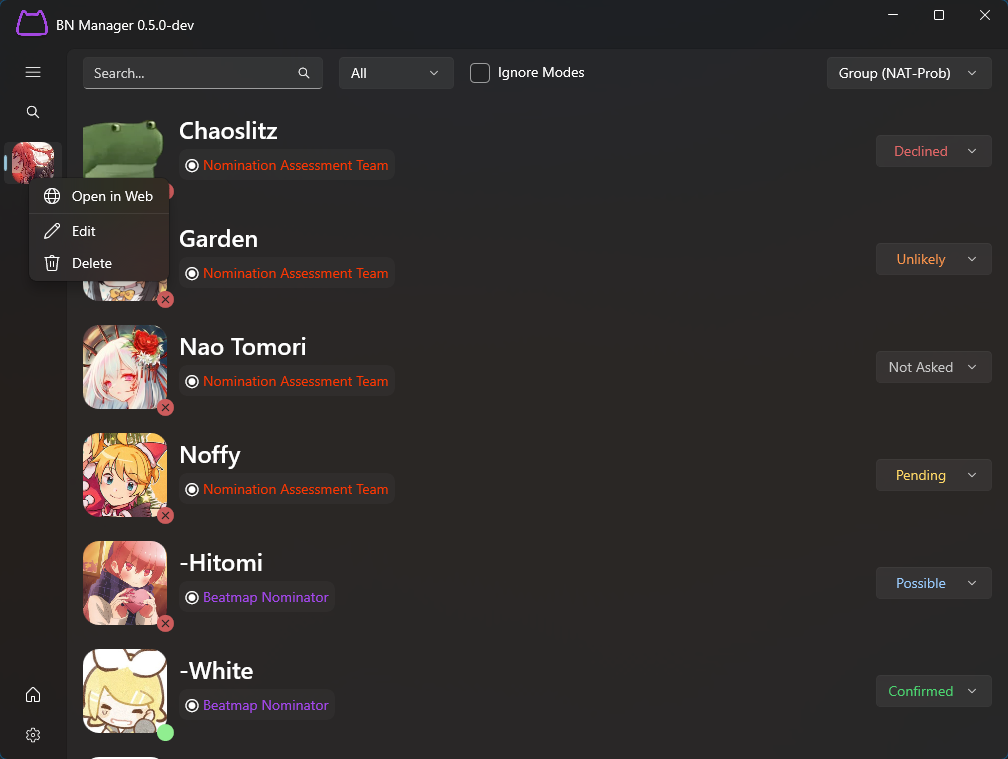 BN Manager 0.5.0-dev
Search...
All
Ignore Modes
Group (NAT-Prob)
Chaoslitz
Nomination Assessment Team
Declined
Open in Web
Edit
Delete
Garden
Nomination Assessment Team
Unlikely
Nao Tomori
Nomination Assessment Team
Not Asked
Noffy
Nomination Assessment Team
Pending
-Hitomi
Beatmap Nominator
Possible
-White
Beatmap Nominator
Confirmed